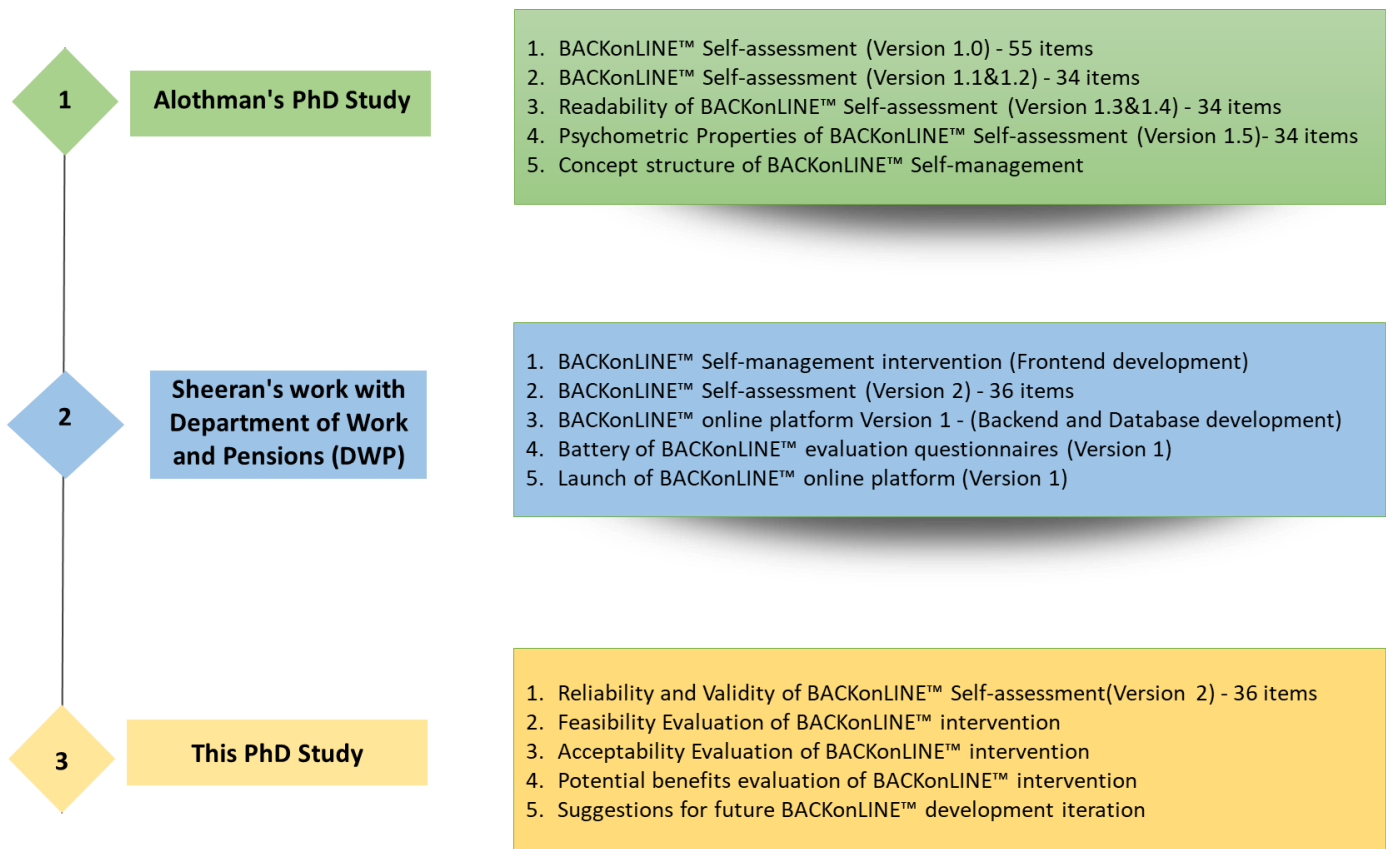 1
Alothman's PhD Study
1. BACKonLINE™ Self-assessment (Version 1.0) - 55 items
2. BACKonLINE™ Self-assessment (Version 1.1&1.2) - 34 items
3. Readability of BACKonLINE™ Self-assessment (Version 1.3&1.4) - 34 items
4. Psychometric Properties of BACKonLINE™ Self-assessment (Version 1.5)- 34 items
5. Concept structure of BACKonLINE™ Self-management
2
Sheeran's work with
Department of Work
and Pensions (DWP)
1. BACKonLINE™ Self-management intervention (Frontend development)
2. BACKonLINE™ Self-assessment (Version 2) - 36 items
3. BACKonLINE™ online platform Version 1 - (Backend and Database development)
4. Battery of BACKonLINE™ evaluation questionnaires (Version 1)
5. Launch of BACKonLINE™ online platform (Version 1)
3
This PhD Study
1. Reliability and Validity of BACKonLINE™ Self-assessment(Version 2) - 36 items
2. Feasibility Evaluation of BACKonLINE™ intervention
3. Acceptability Evaluation of BACKonLINE™ intervention
4. Potential benefits evaluation of BACKonLINE™ intervention
5. Suggestions for future BACKonLINE™ development iteration